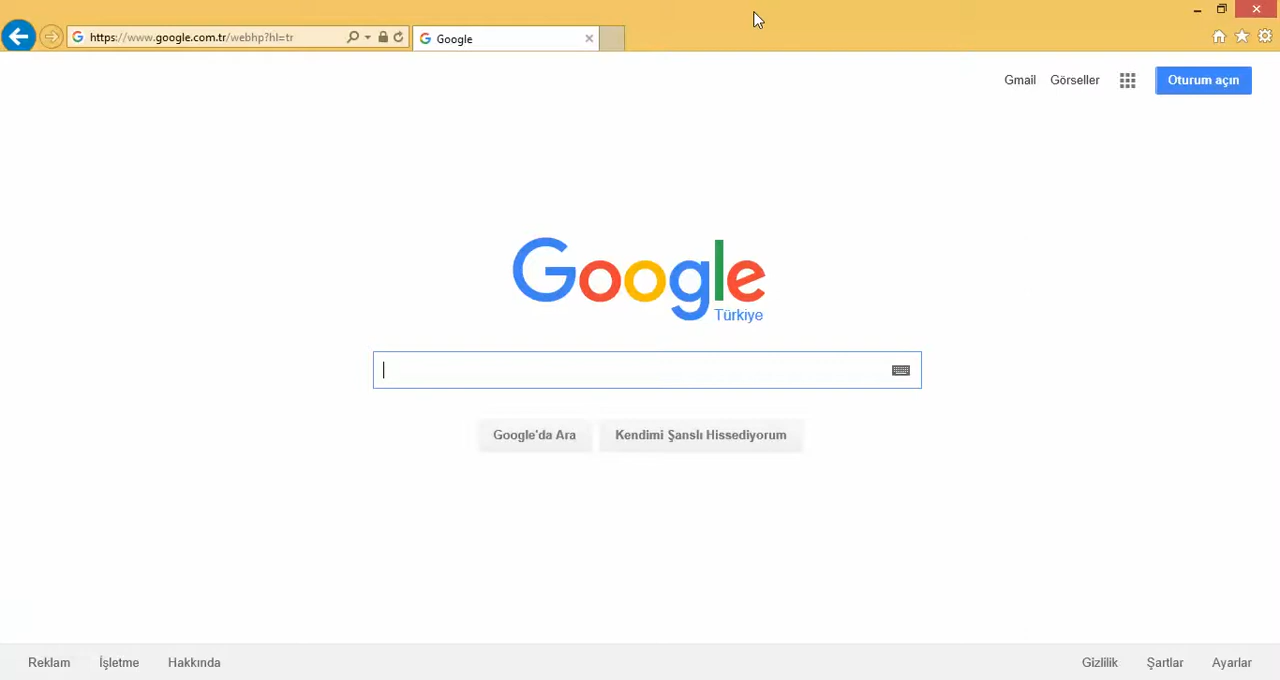 https://www.google.com.tr/webhp?hl=tr
Google
Gmail Görseller Oturum açın
Google
Türkiye
Google'da Ara Kendimi Şanslı Hissediyorum
Reklam İşletme Hakkında Gizlilik Şartlar Ayarlar